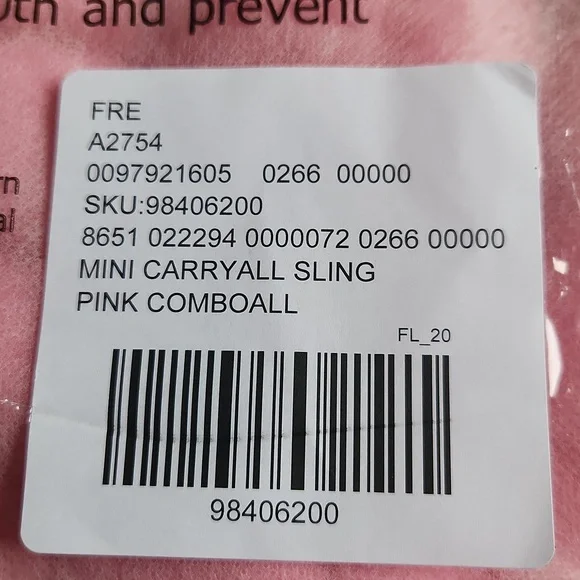 and prevent
FRE
A2754
0097921605 0266 00000
SKU:98406200
8651 022294 0000072 0266 00000
MINI CARRYALL SLING
PINK COMBOALL
FL_20
98406200